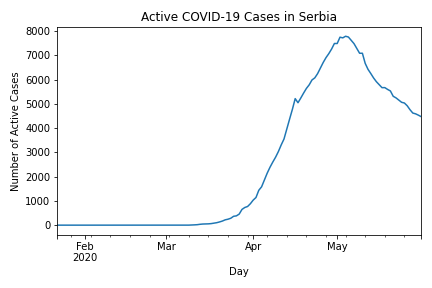 Active COVID-19 Cases in Serbia
Number of Active Cases
8000
7000
6000
5000
4000
3000
2000
1000
0
Feb Mar Apr May
2020
Day